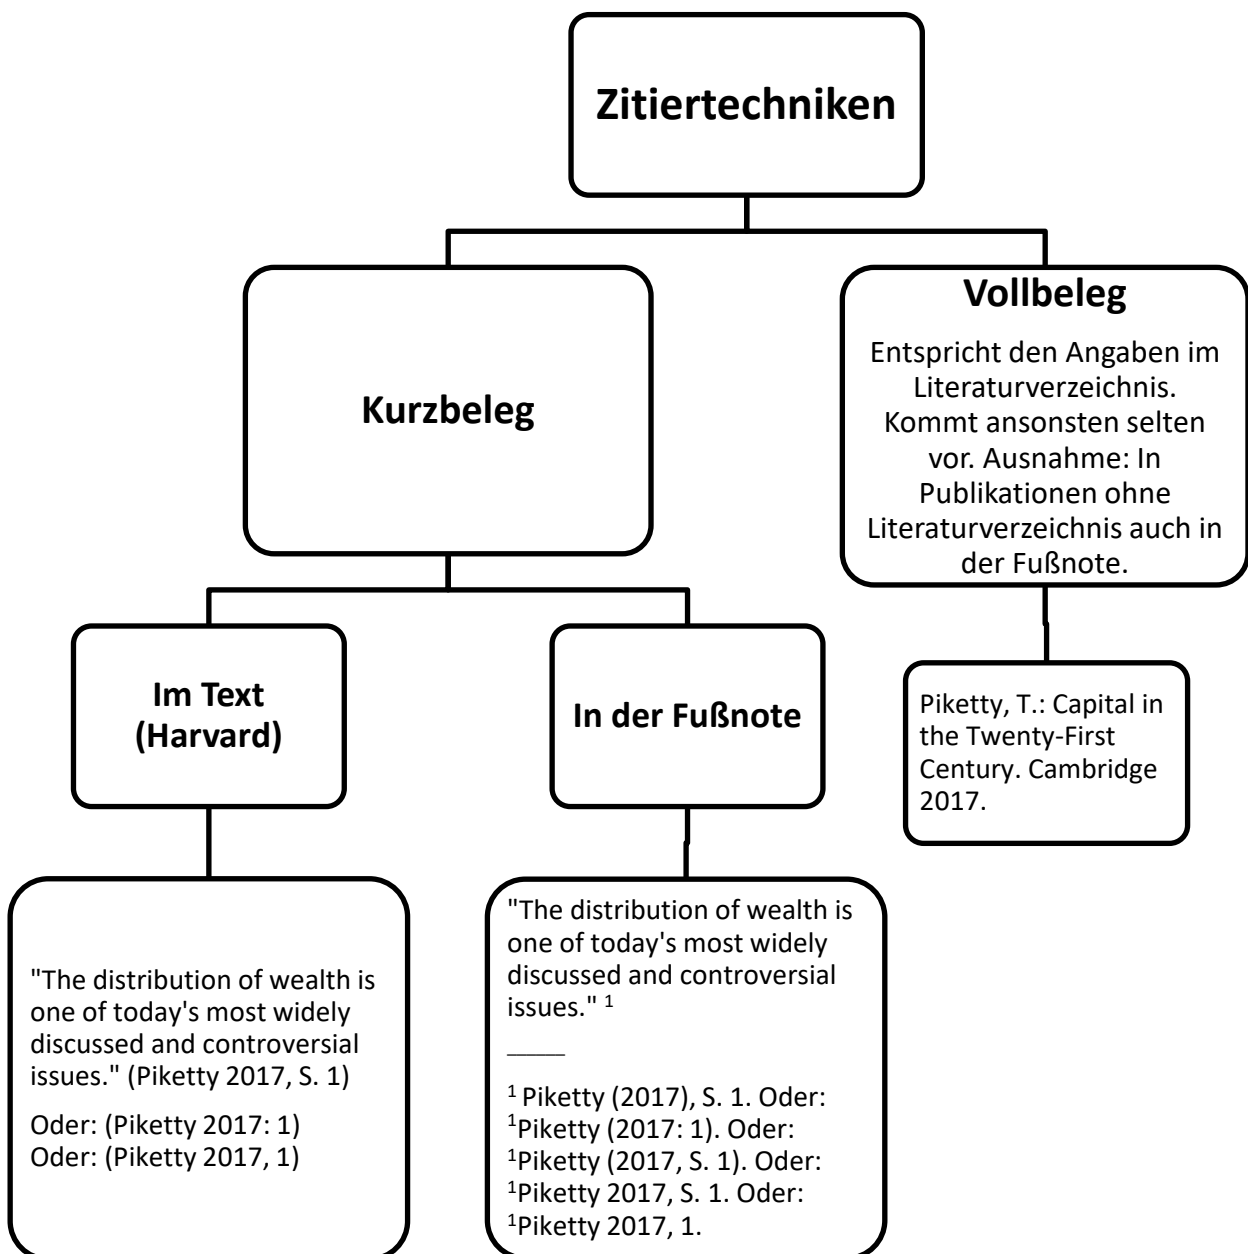 Zitiertechniken
Kurzbeleg
Vollbeleg
Entspricht den Angaben im
Literaturverzeichnis.
Kommt ansonsten selten
vor. Ausnahme: In
Publikationen ohne
Literaturverzeichnis auch in
der Fußnote.
Im Text
(Harvard)
In der Fußnote
Piketty, T.: Capital in
the Twenty-First
Century. Cambridge
2017.
"The distribution of wealth is
one of today's most widely
discussed and controversial
issues." (Piketty 2017, S. 1)
Oder: (Piketty 2017: 1)
Oder: (Piketty 2017, 1)
"The distribution of wealth is
one of today's most widely
discussed and controversial
issues." ¹
¹ Piketty (2017), S. 1. Oder:
¹Piketty (2017: 1). Oder:
¹Piketty (2017, S. 1). Oder:
¹Piketty 2017, S. 1. Oder:
¹Piketty 2017, 1.